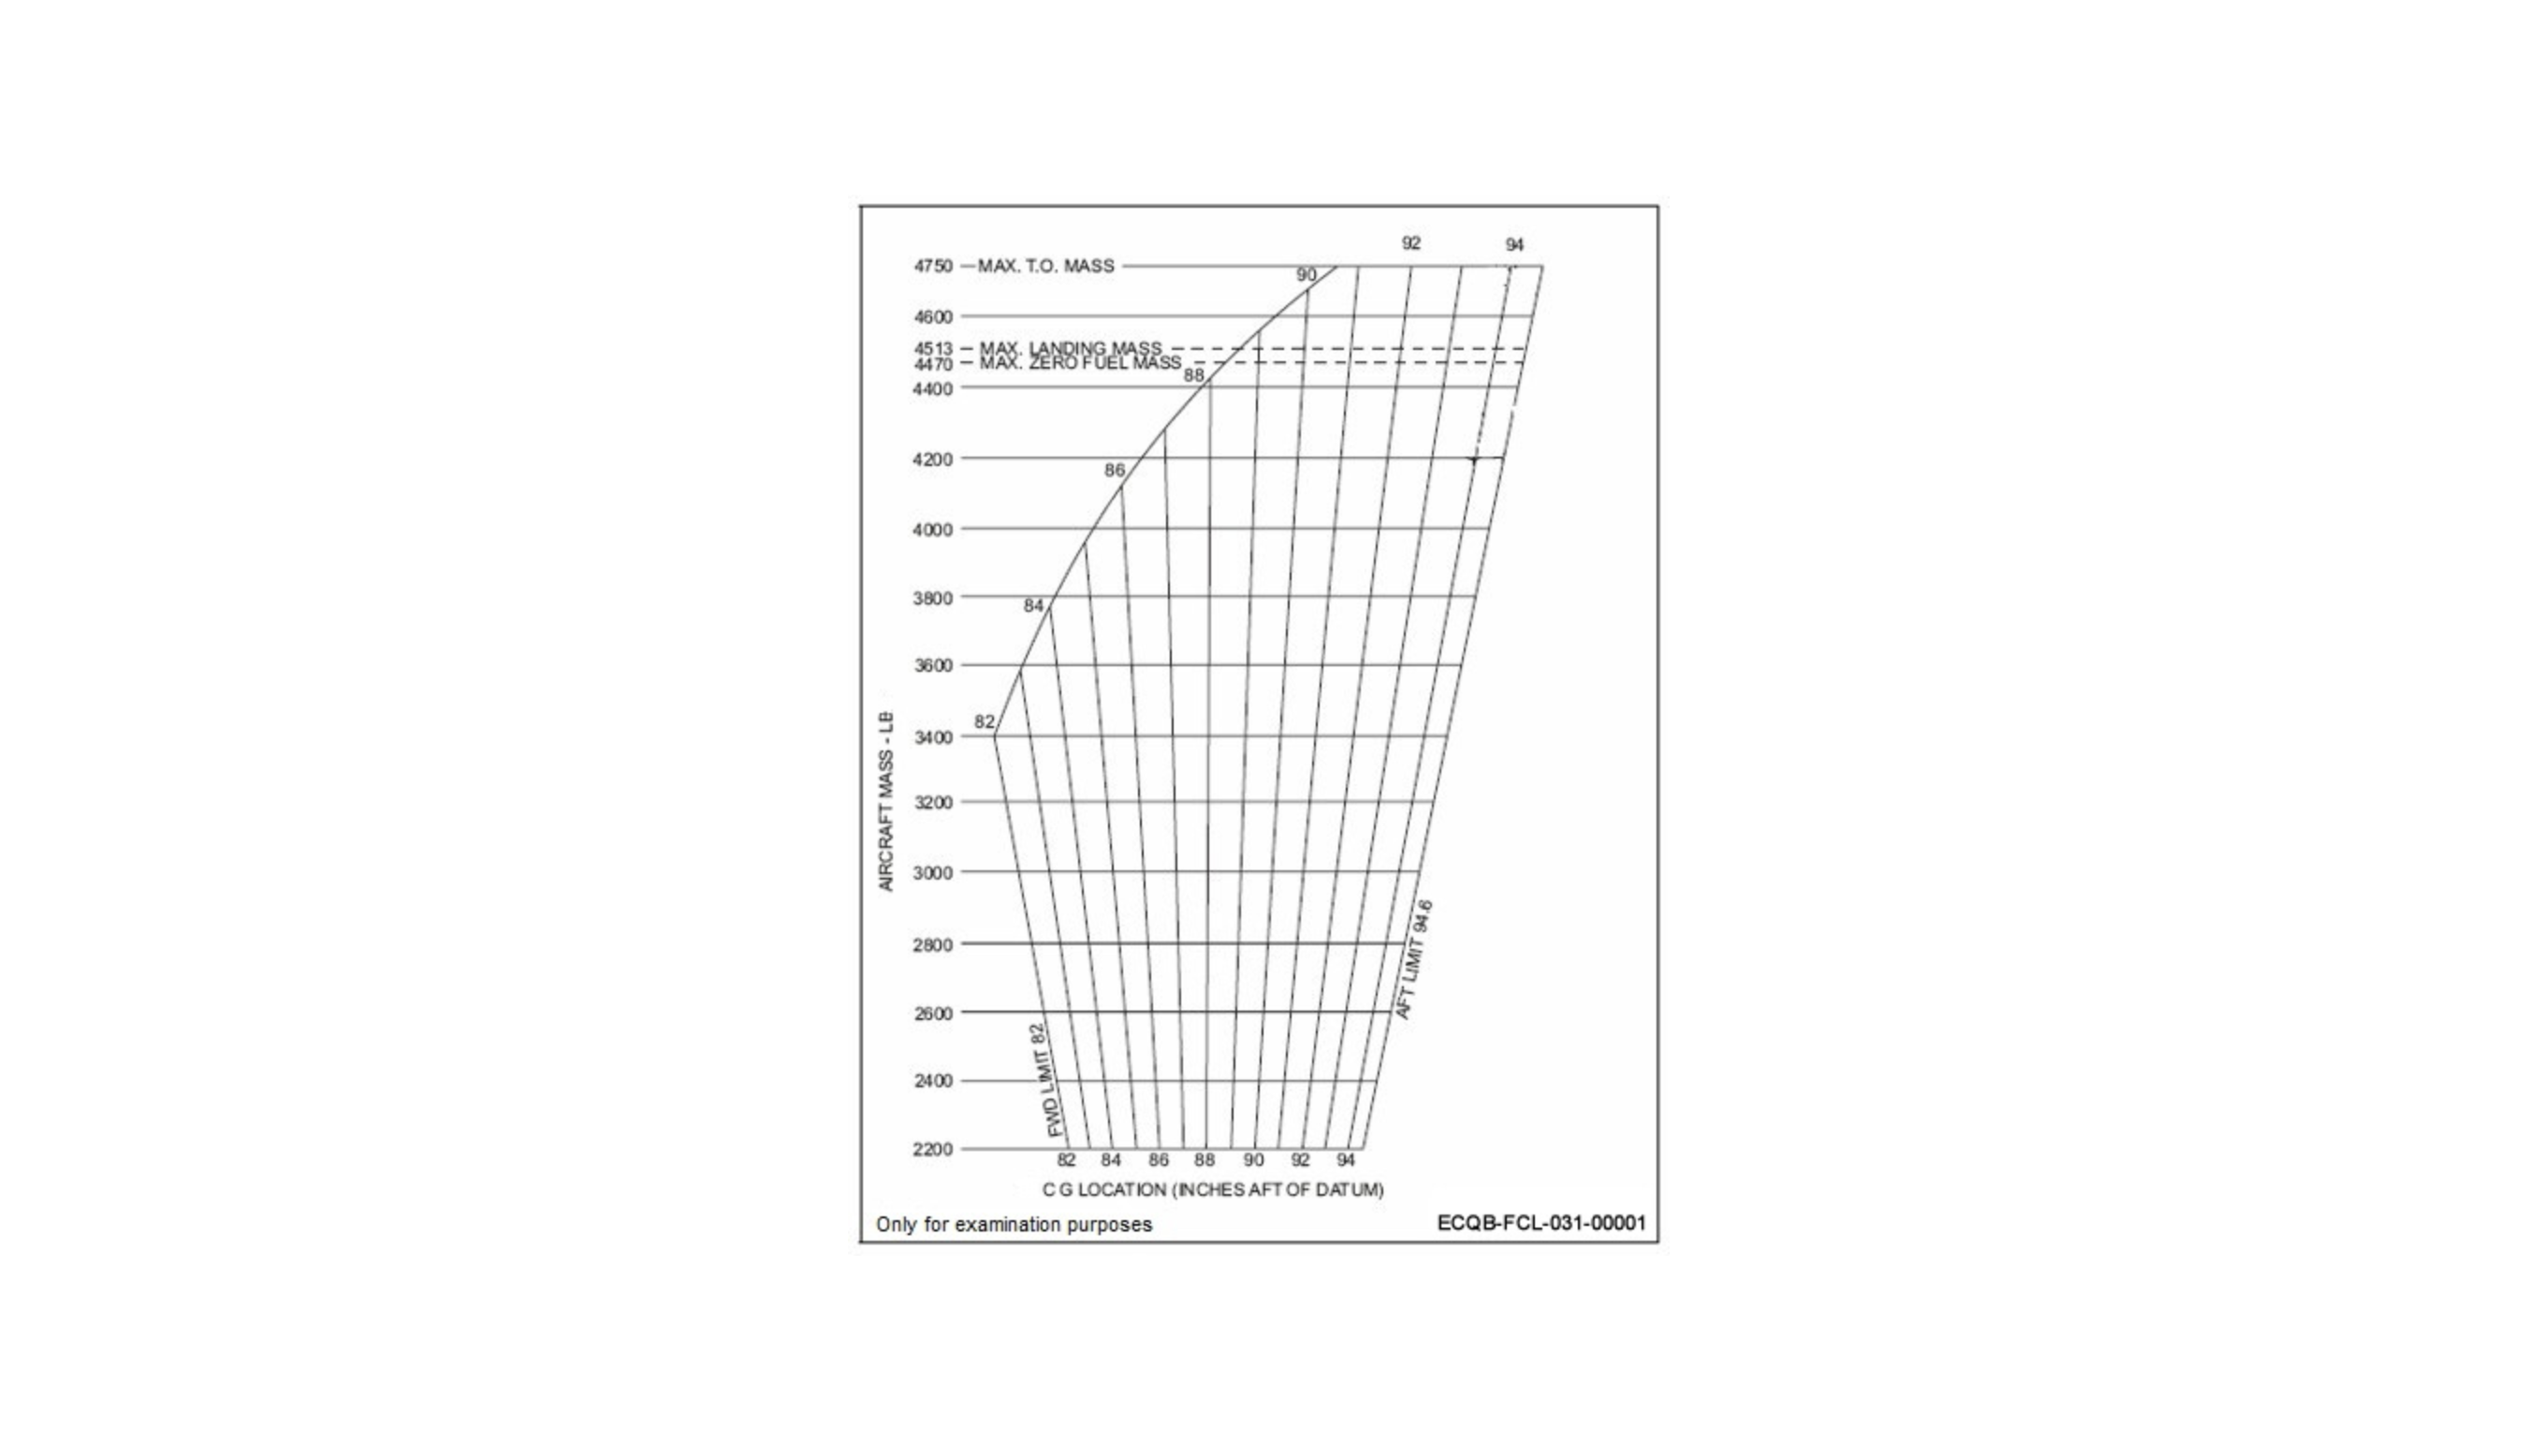 92 94
4750 MAX. T.O. MASS
90
4600
4513 MAX. LANDING MASS
4470 MAX. ZERO FUEL MASS
88
4400
4200
86
4000
3800
84
3600
82
3400
3200
3000
2800
2600
2400
2200
AIRCRAFT MASS - LB
FWD LIMIT 82
AFT LIMIT 94.6
82 84 86 88 90 92 94
C G LOCATION (INCHES AFT OF DATUM)
Only for examination purposes
ECQB-FCL-031-00001